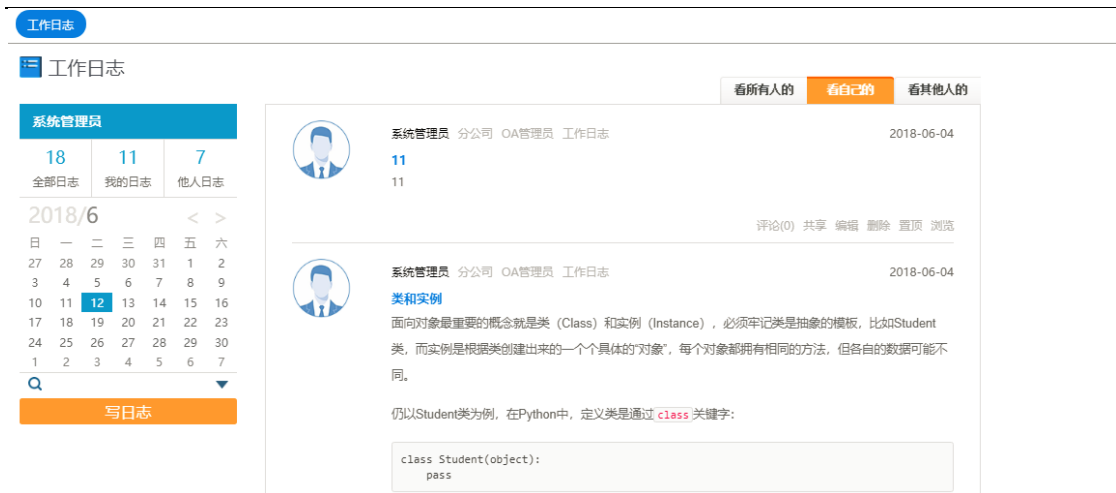 工作日志
工作日志
看所有人的 看自己的 看其他人的
系统管理员
18 11 7
全部日志 我的日志 他人日志
2018/6 < >
日 一 二 三 四 五 六
27 28 29 30 31 1 2
3 4 5 6 7 8 9
10 11 12 13 14 15 16
17 18 19 20 21 22 23
24 25 26 27 28 29 30
1 2 3 4 5 6 7
写日志
系统管理员 分公司 OA管理员 工作日志 2018-06-04
11
11
评论(0) 共享 编辑 删除 置顶 浏览
系统管理员 分公司 OA管理员 工作日志 2018-06-04
类和实例
面向对象最重要的概念就是类（Class）和实例（Instance），必须牢记类是抽象的模板，比如Student
类，而实例是根据类创建出来的一个个具体的“对象”，每个对象都拥有相同的方法，但各自的数据可能不
同。
仍以Student类为例，在Python中，定义类是通过class关键字：
class Student(object):
    pass